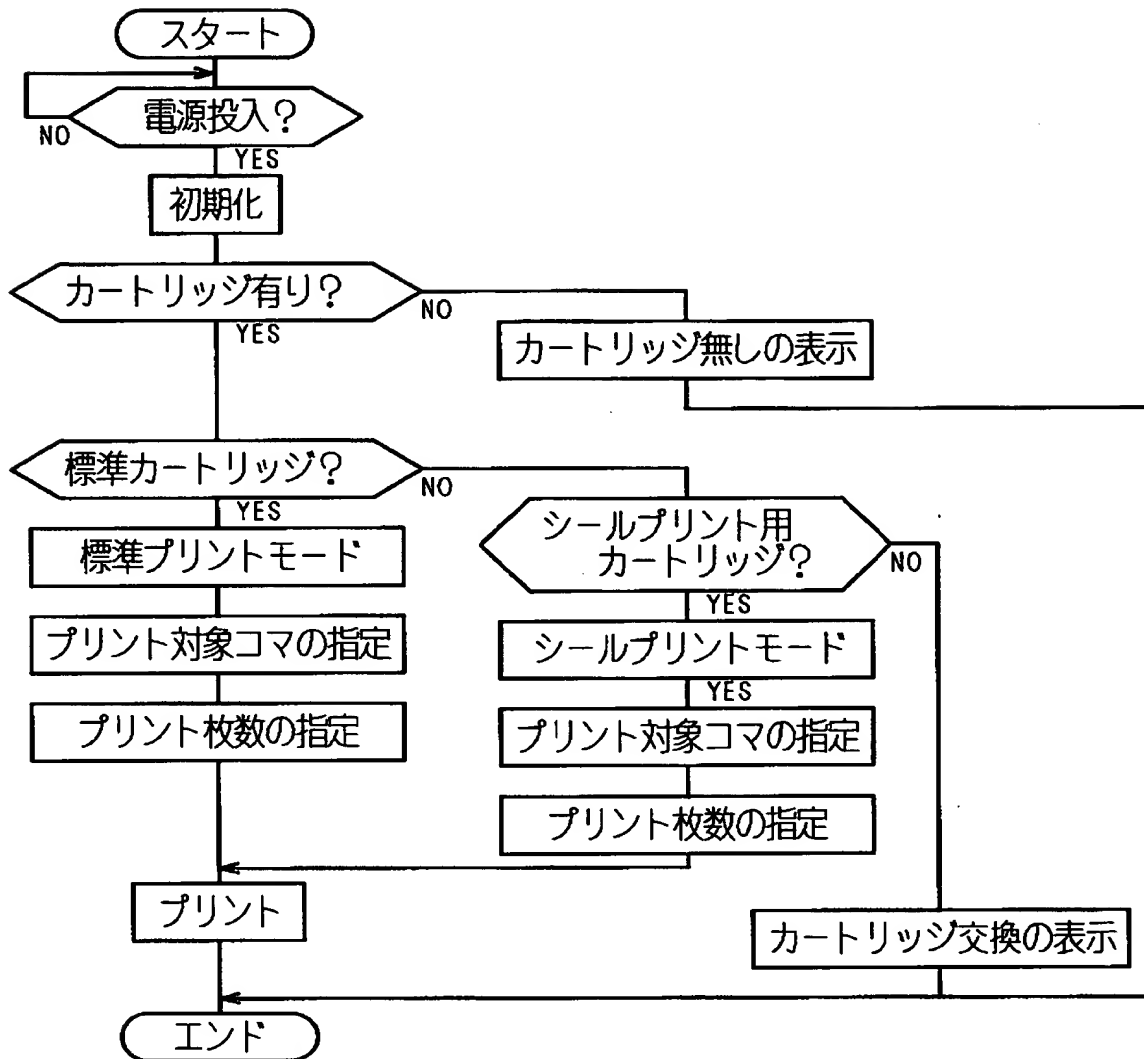 スタート
電源投入?
NO
YES
初期化
カートリッジ有り?
NO
YES
カートリッジ無しの表示
標準カートリッジ?
NO
YES
標準プリントモード
プリント対象コマの指定
プリント枚数の指定
シールプリント用
カートリッジ?
NO
YES
シールプリントモード
YES
プリント対象コマの指定
プリント枚数の指定
プリント
カートリッジ交換の表示
エンド